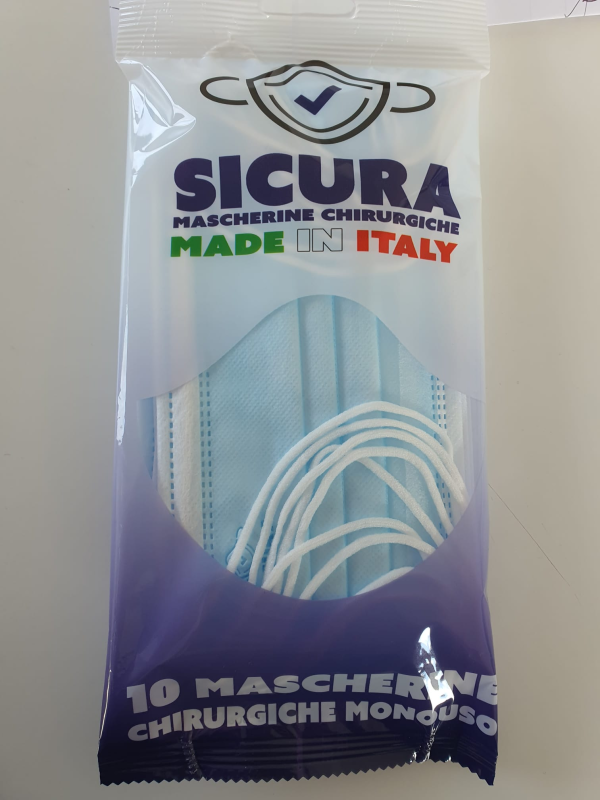 SICURA
MASCHERINE CHIRURGICHE
MADE IN ITALY
10 MASCHERINE
CHIRURGICHE MONOUSO